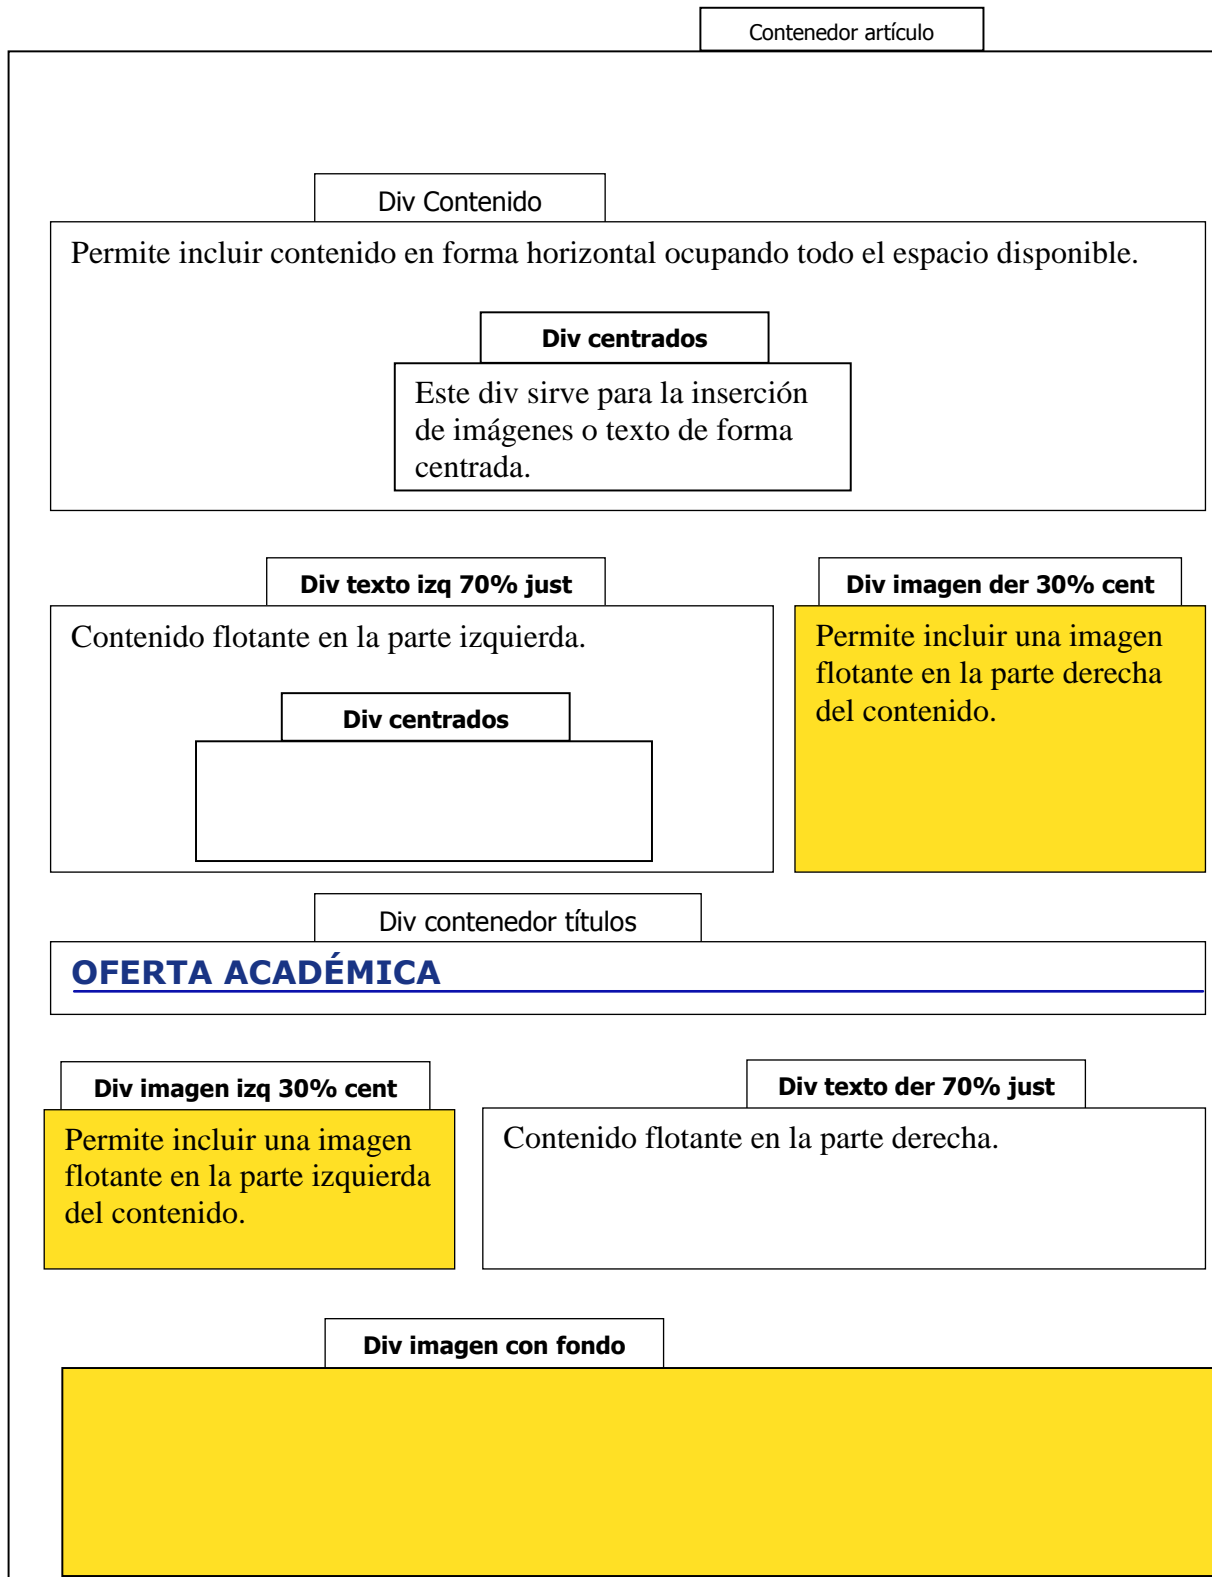 Contenedor artículo
Div Contenido
Permite incluir contenido en forma horizontal ocupando todo el espacio disponible.
Div centrados
Este div sirve para la inserción
de imágenes o texto de forma
centrada.
Div texto izq 70% just
Contenido flotante en la parte izquierda.
Div centrados
Div imagen der 30% cent
Permite incluir una imagen
flotante en la parte derecha
del contenido.
Div contenedor títulos
OFERTA ACADÉMICA
Div imagen izq 30% cent
Permite incluir una imagen
flotante en la parte izquierda
del contenido.
Div texto der 70% just
Contenido flotante en la parte derecha.
Div imagen con fondo